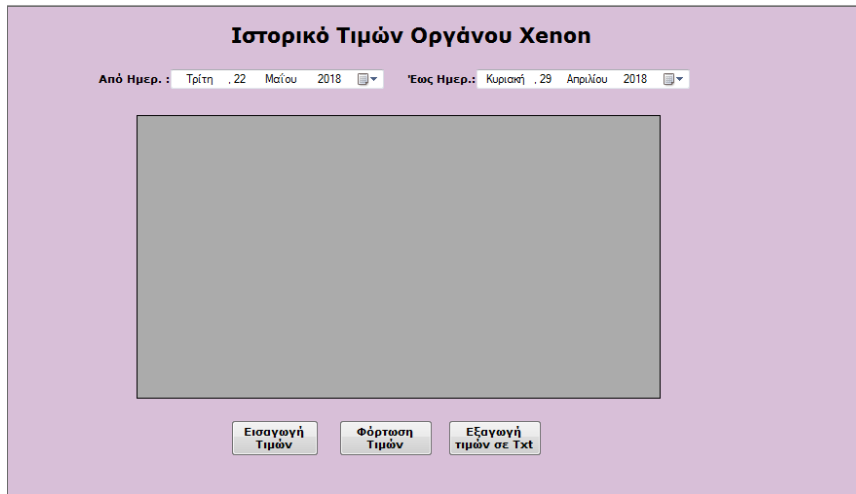 Ιστορικό Τιμών Οργάνου Xenon
Από Ημερ. : Τρίτη , 22 Μαΐου 2018 Έως Ημερ.: Κυριακή , 29 Απριλίου 2018
Εισαγωγή Τιμών
Φόρτωση Τιμών
Εξαγωγή τιμών σε Txt